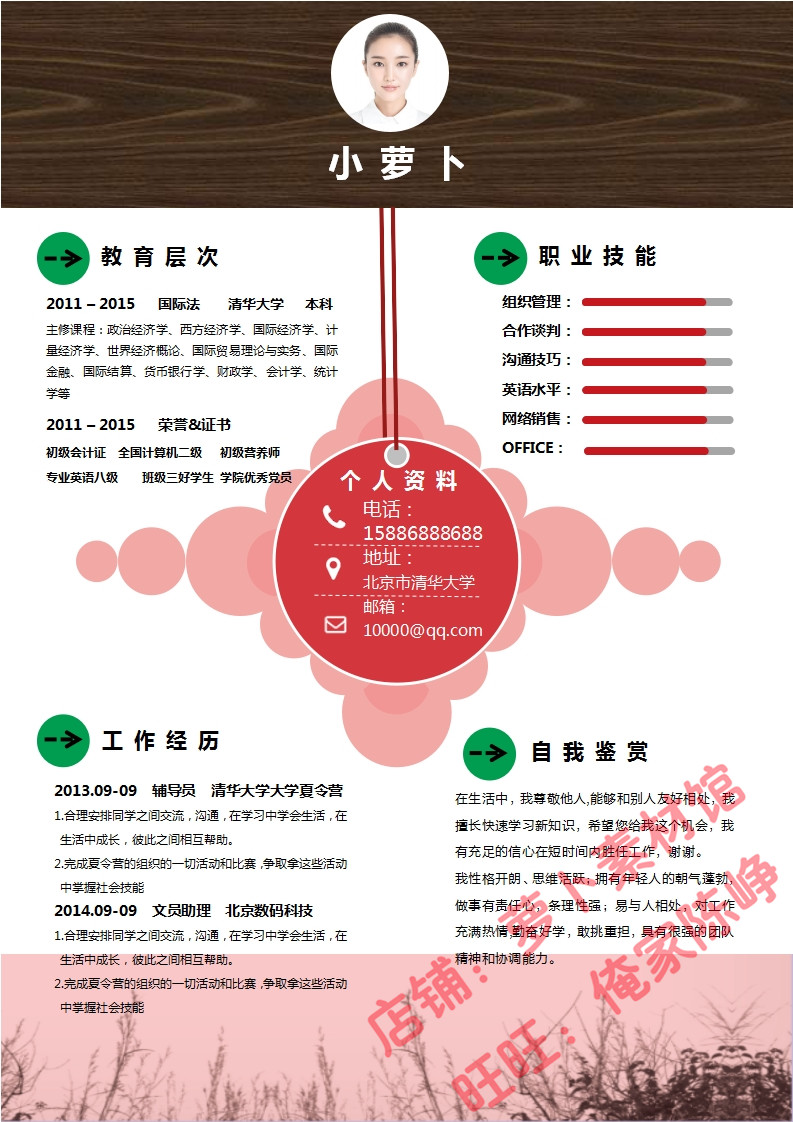 小萝卜
教育层次
2011 – 2015 国际法 清华大学 本科
主修课程：政治经济学、西方经济学、国际经济学、计
量经济学、世界经济概论、国际贸易理论与实务、国际
金融、国际结算、货币银行学、财政学、会计学、统计
学等
2011 – 2015 荣誉&证书
初级会计证 全国计算机二级 初级营养师
专业英语八级 班级三好学生 学院优秀党员
职业技能
组织管理：
合作谈判：
沟通技巧：
英语水平：
网络销售：
OFFICE：
个人资料
电话：
15886888688
地址：
北京市清华大学
邮箱：
10000@qq.com
工作经历
2013.09-09 辅导员 清华大学大学夏令营
1.合理安排同学之间交流，沟通，在学习中学会生活，在
生活中成长，彼此之间相互帮助。
2.完成夏令营的组织的一切活动和比赛，争取拿这些活动
中掌握社会技能
2014.09-09 文员助理 北京数码科技
1.合理安排同学之间交流，沟通，在学习中学会生活，在
生活中成长，彼此之间相互帮助。
2.完成夏令营的组织的一切活动和比赛，争取拿这些活动
中掌握社会技能
自我鉴赏
在生活中，我尊敬他人,能够和别人友好相处，我
擅长快速学习新知识，希望您给我这个机会，我
有充足的信心在短时间内胜任工作，谢谢。
我性格开朗、思维活跃，拥有年轻人的朝气蓬勃，
做事有责任心，条理性强；易与人相处，对工作
充满热情,勤奋好学，敢挑重担，具有很强的团队
精神和协调能力。
店铺：萝卜素材馆
旺旺：俺家陈峥